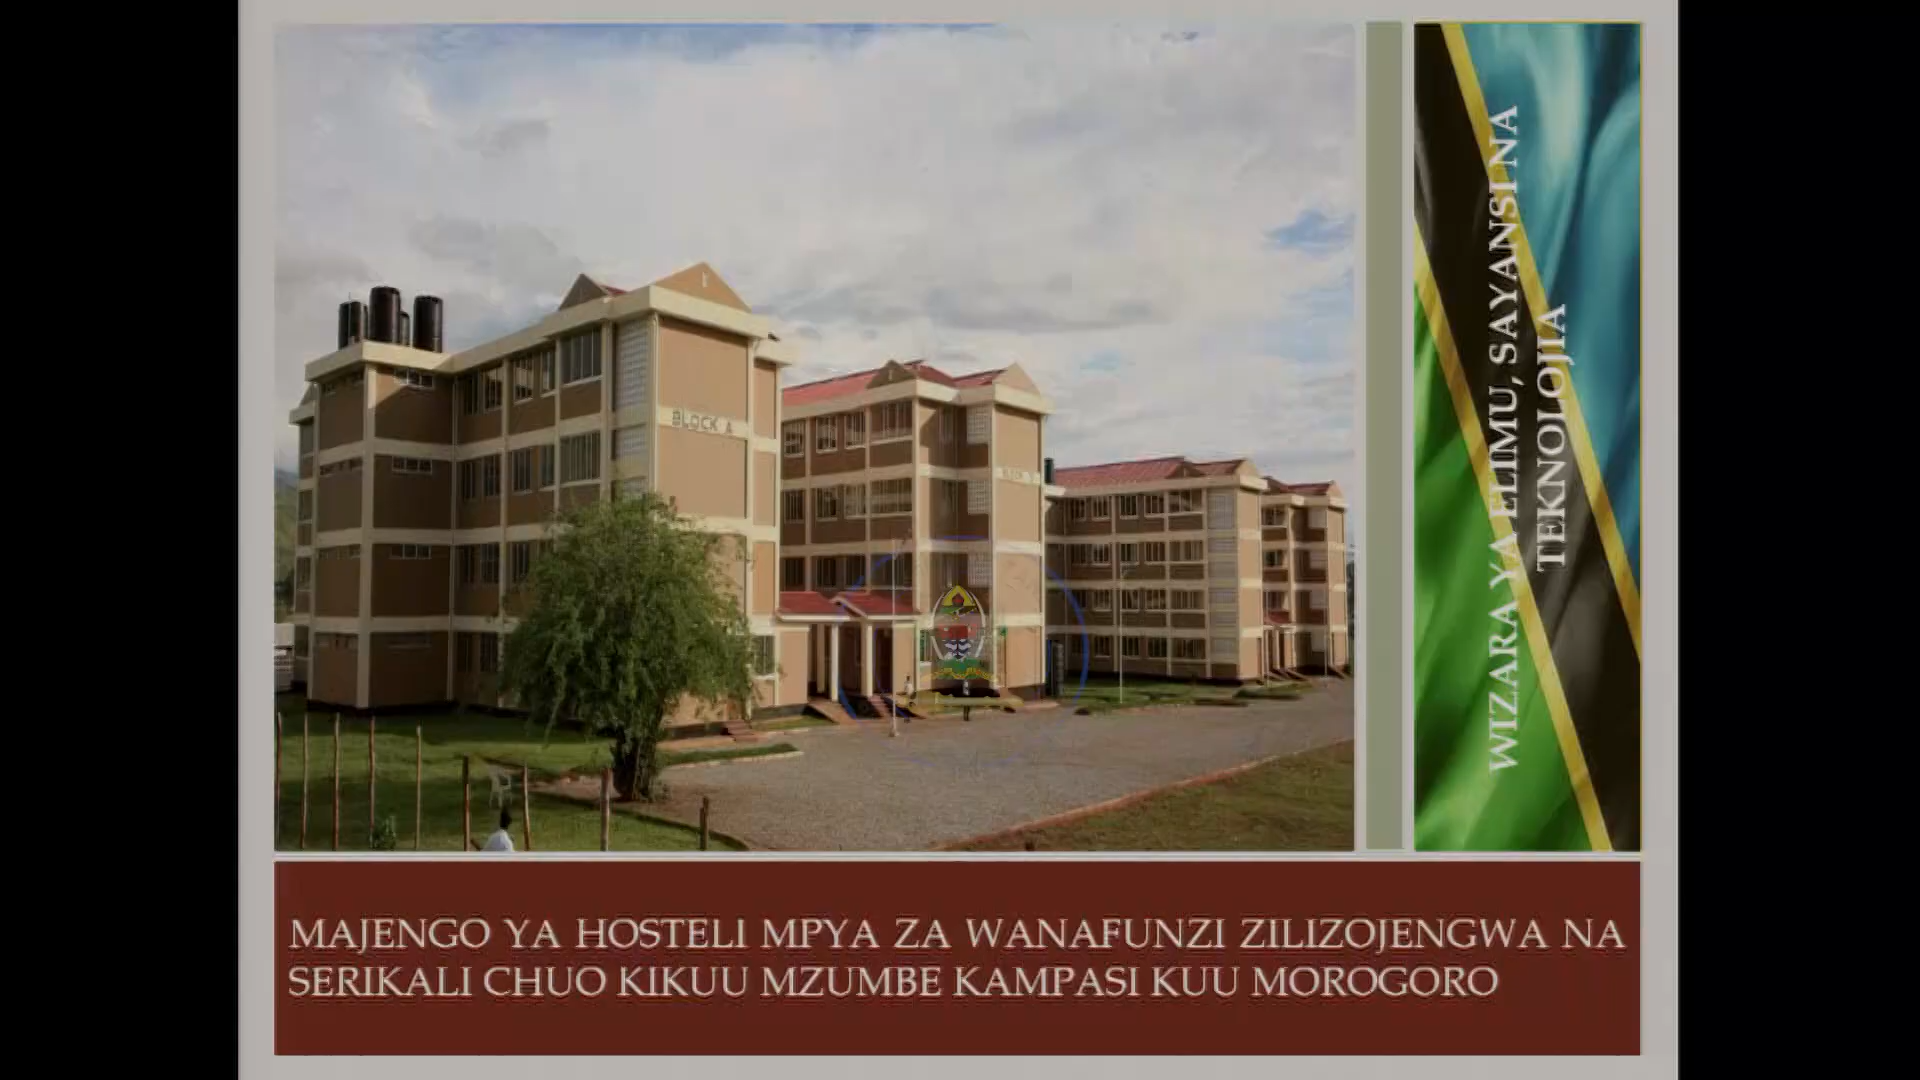 BLOCK A
WIZARA YA ELIMU, SAYANSI NA
TEKNOLOJIA
MAJENGO YA HOSTELI MPYA ZA WANAFUNZI ZILIZOJENGWA NA
SERIKALI CHUO KIKUU MZUMBE KAMPASI KUU MOROGORO